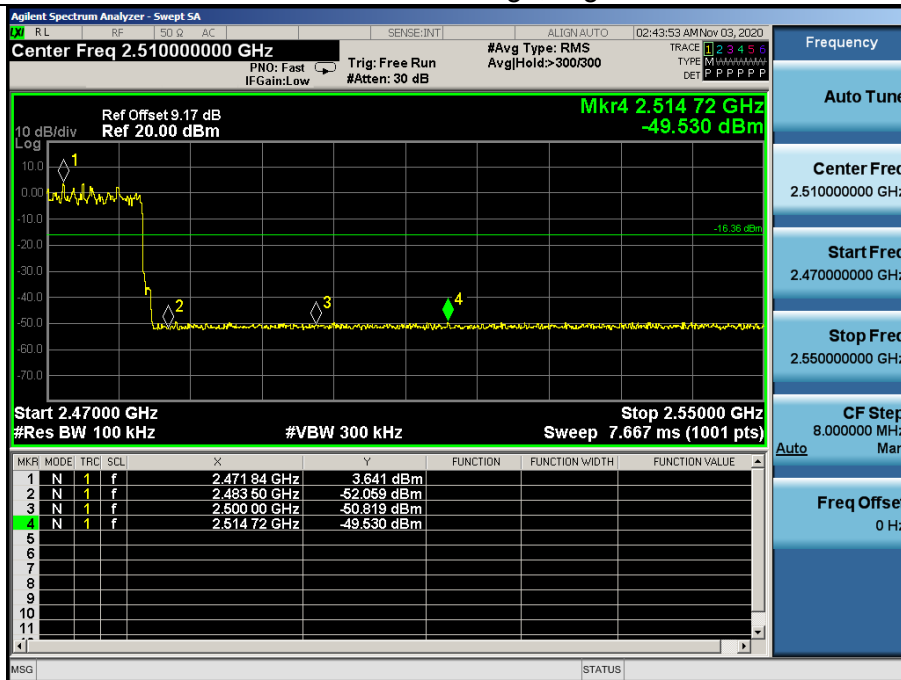 Agilent Spectrum Analyzer - Swept SA
LXI RL RF 50 Ω AC SENSE:INT ALIGN AUTO 02:43:53 AM Nov 03, 2020
Center Freq 2.510000000 GHz
PNO: Fast
IFGain:Low
Trig: Free Run
#Atten: 30 dB
#Avg Type: RMS
Avg|Hold:>300/300
TRACE 1 2 3 4 5 6
TYPE M WWWWW
DET P P P P P P
Ref Offset 9.17 dB
10 dB/div Ref 20.00 dBm
Log
Mkr4 2.514 72 GHz
-49.530 dBm
10.0
0.00
-10.0
-20.0
-30.0
-40.0
-50.0
-60.0
-70.0
1
2
3
4
-16.36 dBm
Start 2.47000 GHz Stop 2.55000 GHz
#Res BW 100 kHz #VBW 300 kHz Sweep 7.667 ms (1001 pts)
MKR MODE TRC SCL X Y FUNCTION FUNCTION WIDTH FUNCTION VALUE
1 N 1 f 2.471 84 GHz 3.641 dBm
2 N 1 f 2.483 50 GHz -52.059 dBm
3 N 1 f 2.500 00 GHz -50.819 dBm
4 N 1 f 2.514 72 GHz -49.530 dBm
5
6
7
8
9
10
11
MSG STATUS
Frequency
Auto Tune
Center Freq
2.510000000 GHz
Start Freq
2.470000000 GHz
Stop Freq
2.550000000 GHz
CF Step
8.000000 MHz
Auto Man
Freq Offset
0 Hz